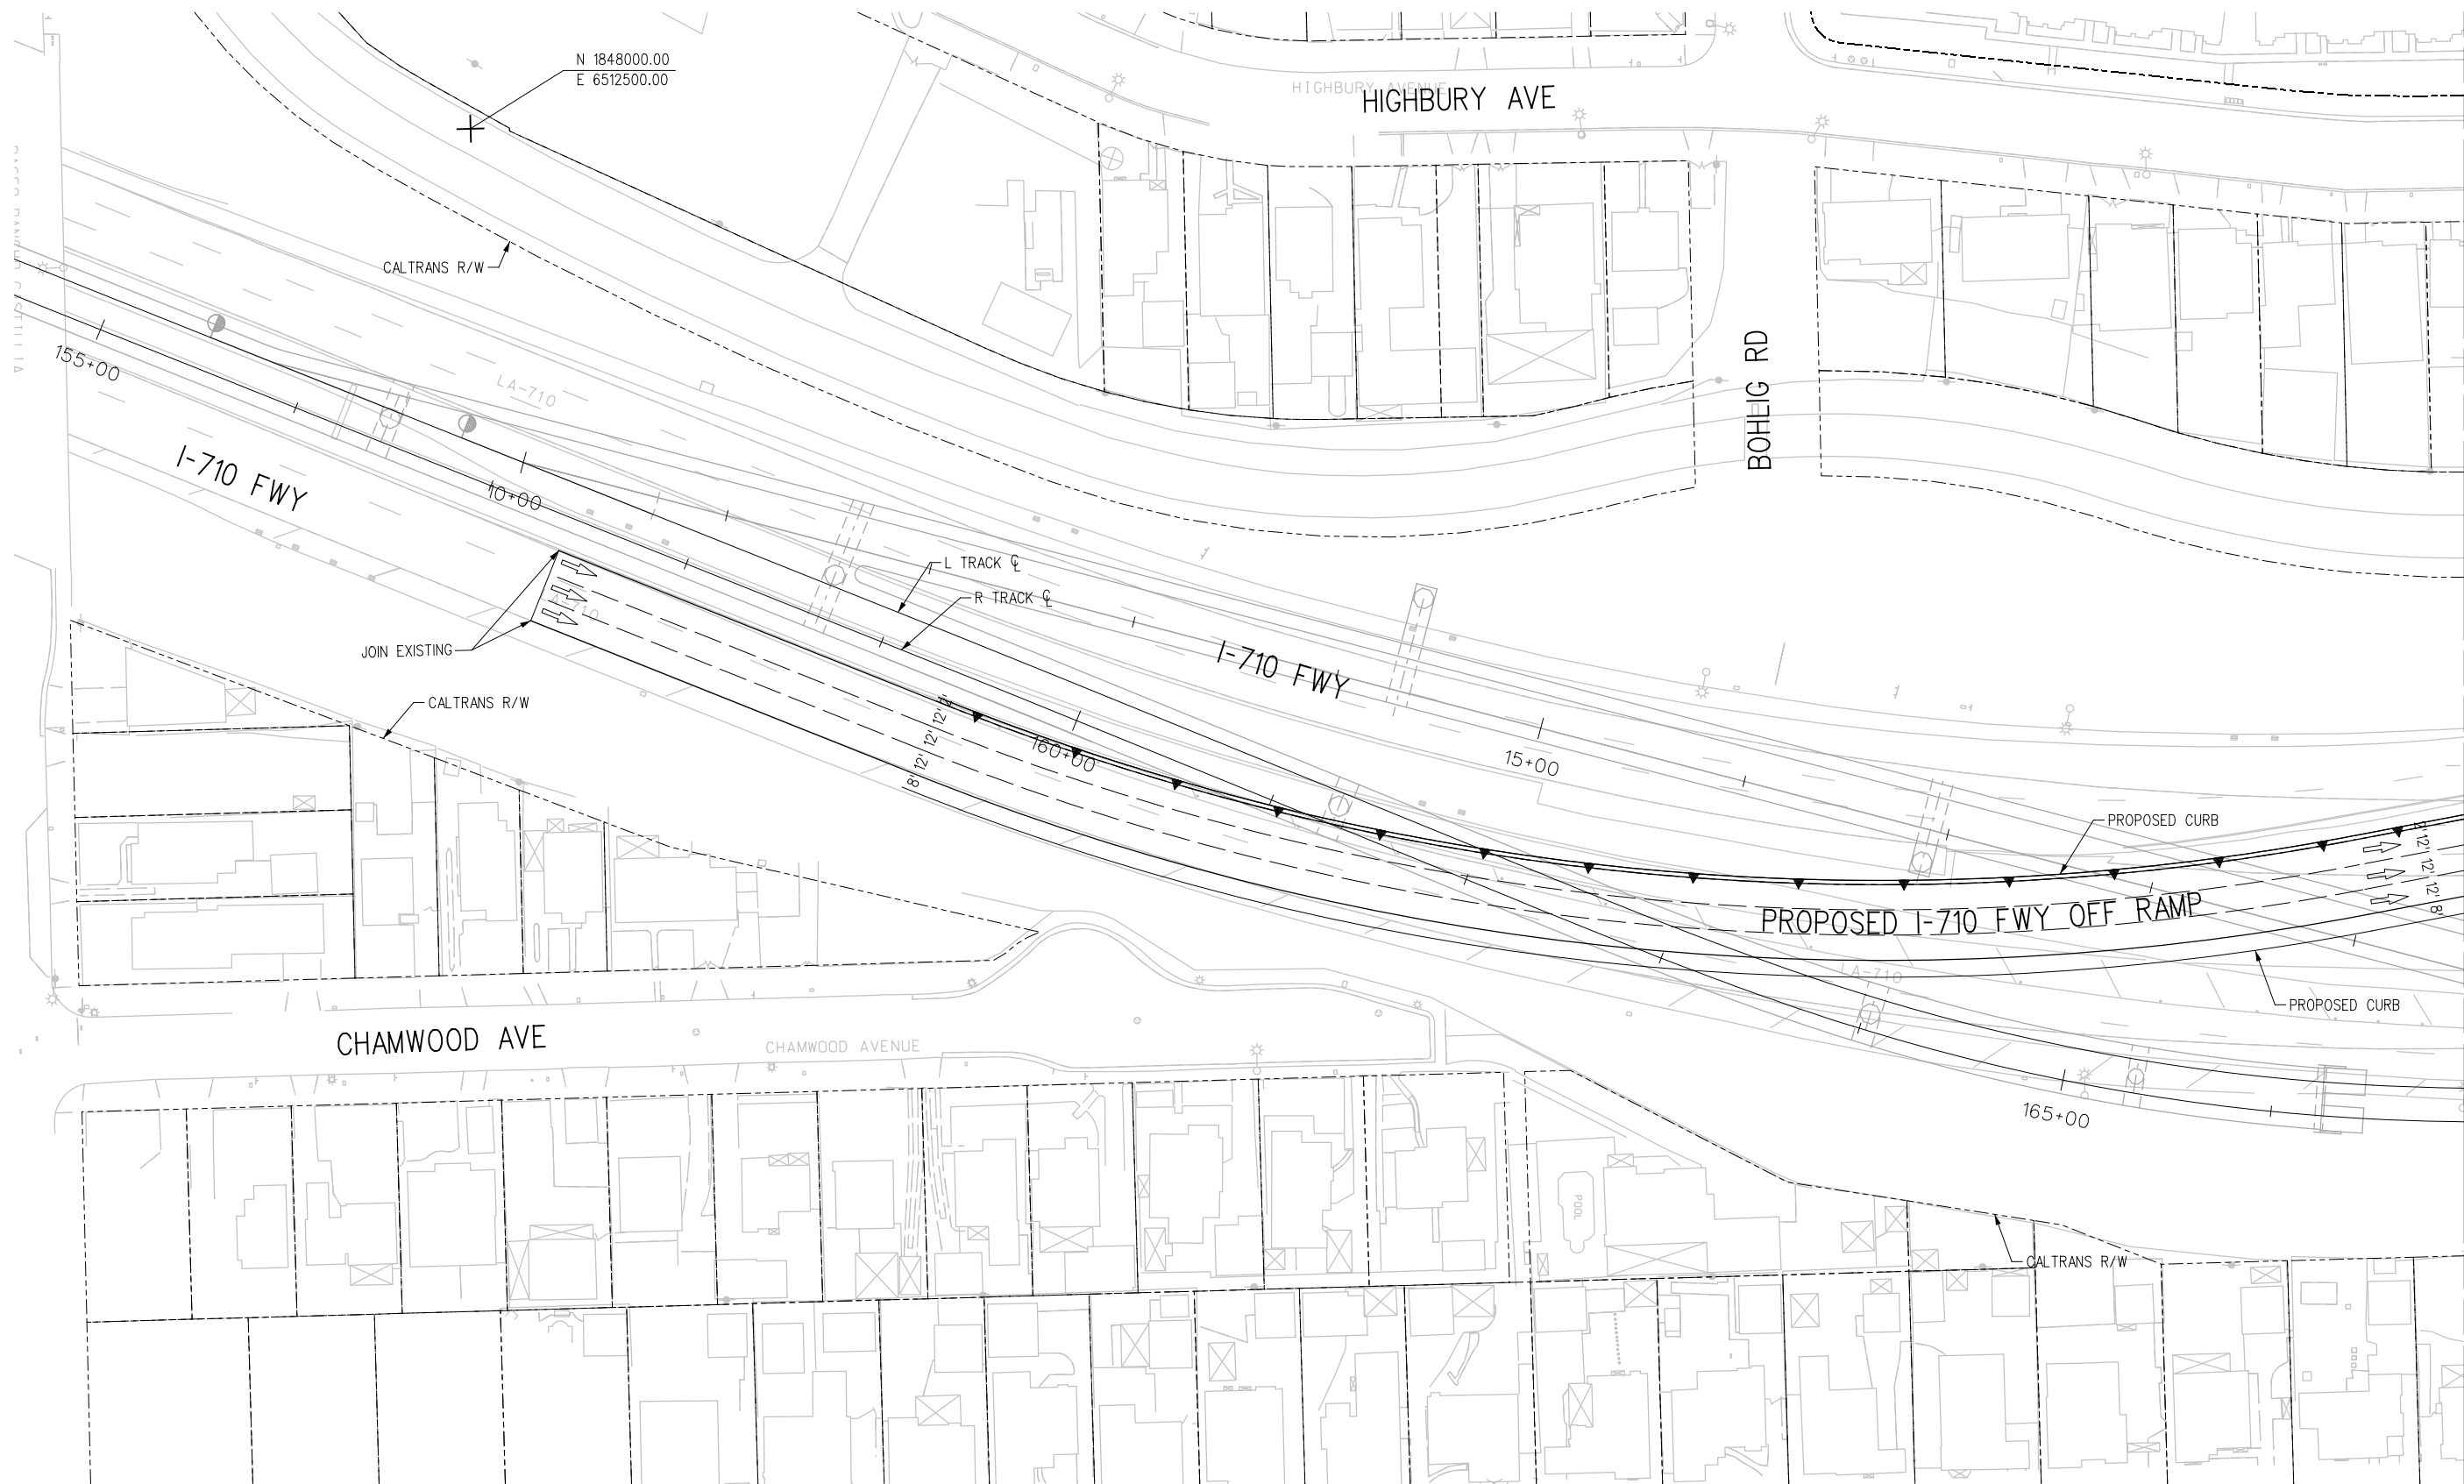 N 1848000.00
E 6512500.00
HIGHBURY AVENUE
HIGHBURY AVE
CALTRANS R/W
155+00
LA-710
BOHLIG RD
I-710 FWY
10+00
L TRACK ℄
R TRACK ℄
JOIN EXISTING
I-710 FWY
CALTRANS R/W
8' 12' 12' 12' 2'
160+00
15+00
PROPOSED CURB
2' 12' 12' 12' 8'
PROPOSED I-710 FWY OFF RAMP
LA-710
PROPOSED CURB
CHAMWOOD AVE
CHAMWOOD AVENUE
165+00
POOL
CALTRANS R/W